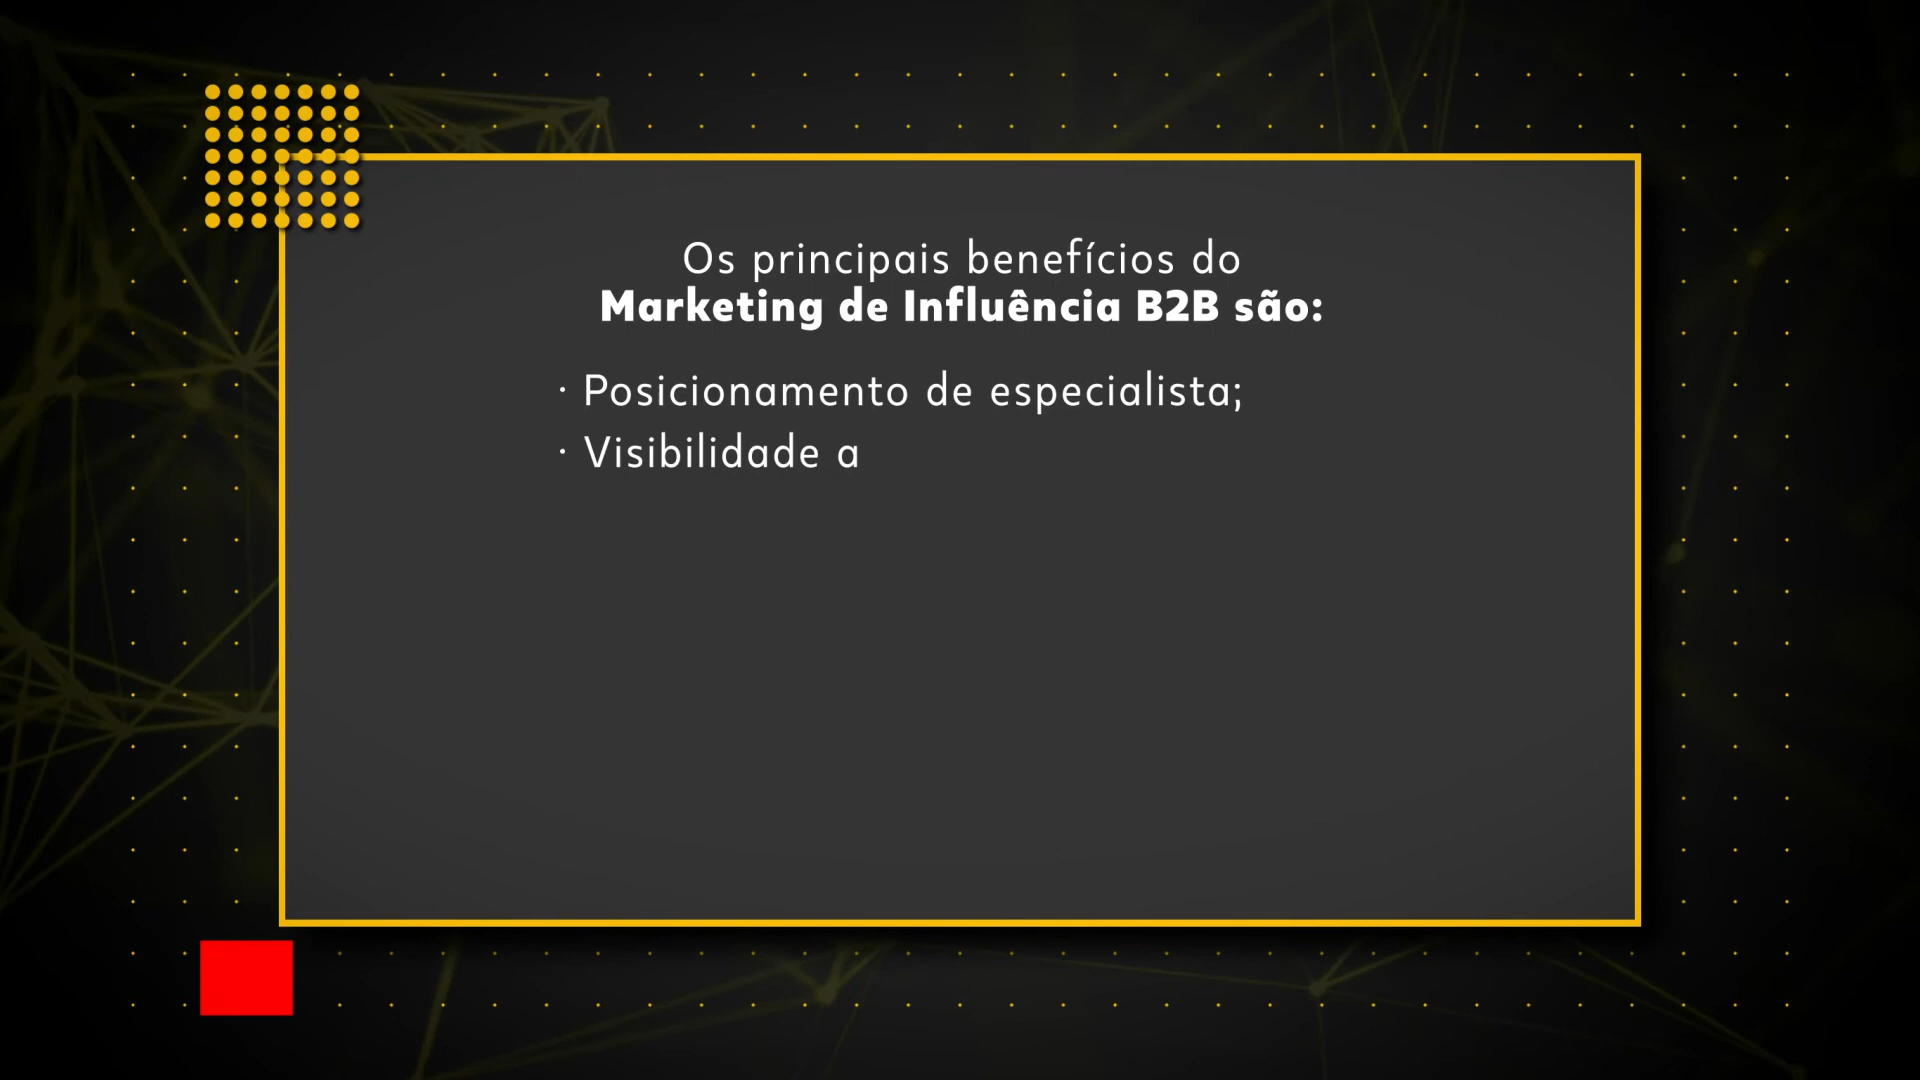 Os principais benefícios do
Marketing de Influência B2B são:
· Posicionamento de especialista;
· Visibilidade a